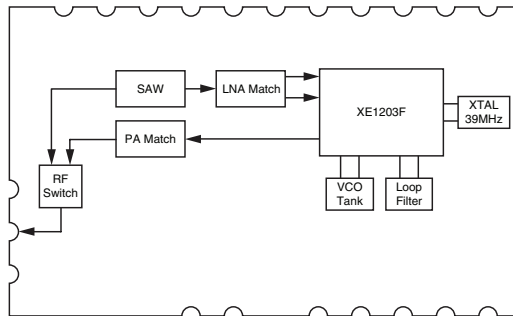 SAW
LNA Match
XE1203F
XTAL
39MHz
PA Match
RF
Switch
VCO
Tank
Loop
Filter